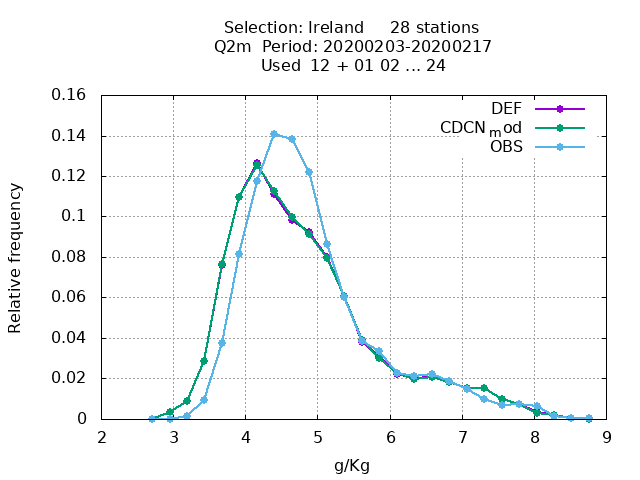 Selection: Ireland     28 stations
Q2m  Period: 20200203-20200217
Used  12 + 01 02 ... 24
0.16
DEF
CDCN_mod
OBS
0.14
0.12
0.1
0.08
0.06
0.04
0.02
0
Relative frequency
2 3 4 5 6 7 8 9
g/Kg